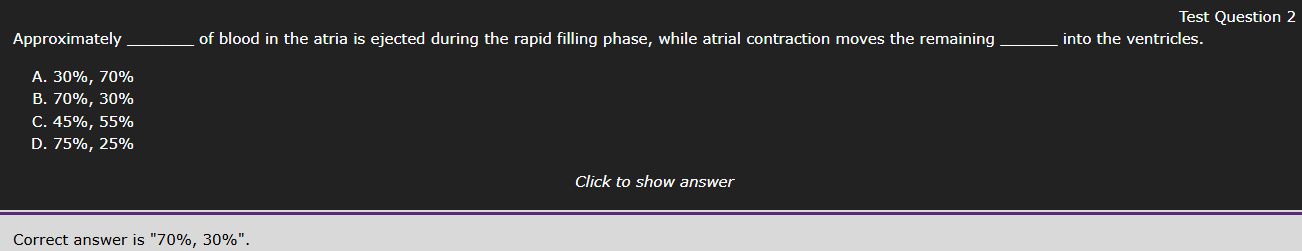 Test Question 2
Approximately ________ of blood in the atria is ejected during the rapid filling phase, while atrial contraction moves the remaining _______ into the ventricles.
A. 30%, 70%
B. 70%, 30%
C. 45%, 55%
D. 75%, 25%
Click to show answer
Correct answer is "70%, 30%".